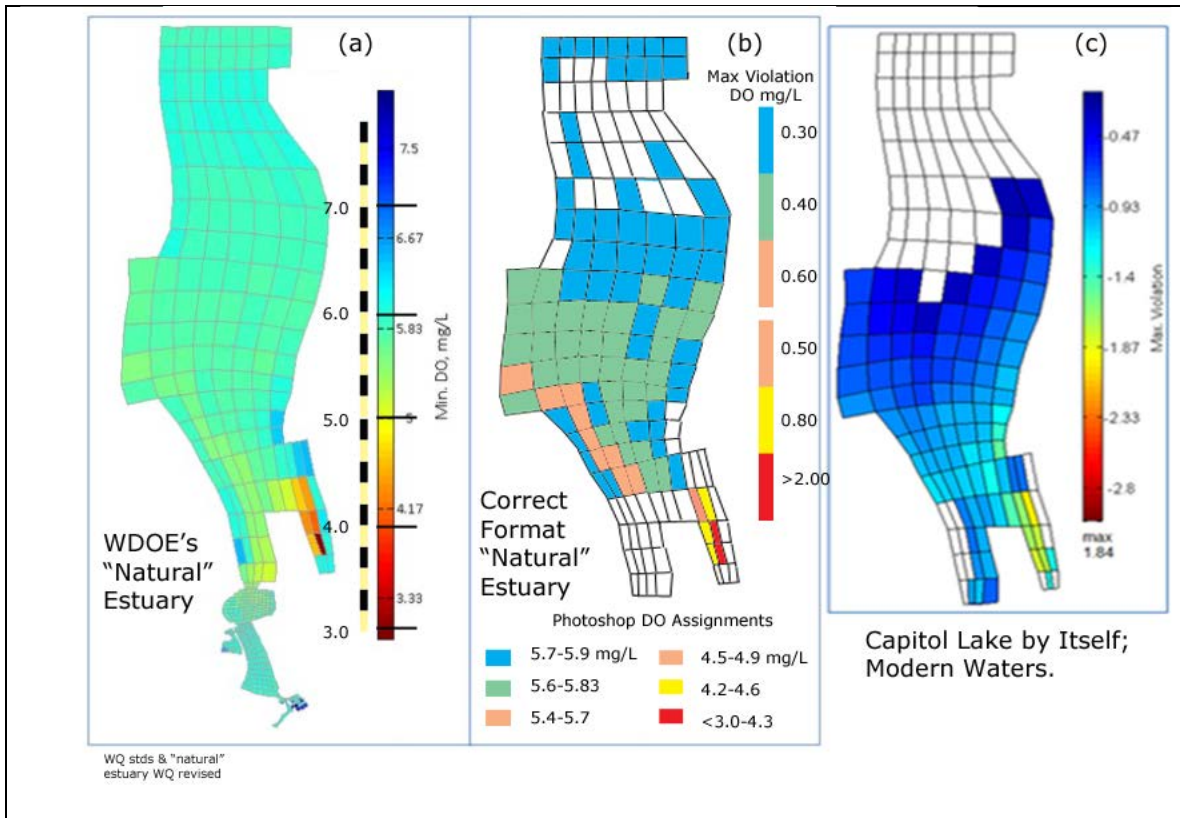 (a)
7.5
7.0
6.67
6.0
5.83
5.0
5
4.17
4.0
3.33
3.0
Min. DO, mg/L
WDOE's
"Natural"
Estuary
WQ stds & "natural"
estuary WQ revised
(b)
Max Violation
DO mg/L
0.30
0.40
0.60
0.50
0.80
>2.00
Correct
Format
"Natural"
Estuary
Photoshop DO Assignments
5.7-5.9 mg/L
4.5-4.9 mg/L
5.6-5.83
4.2-4.6
5.4-5.7
<3.0-4.3
(c)
-0.47
-0.93
-1.4
-1.87
-2.33
-2.8
Max. Violation
max
1.84
Capitol Lake by Itself;
Modern Waters.